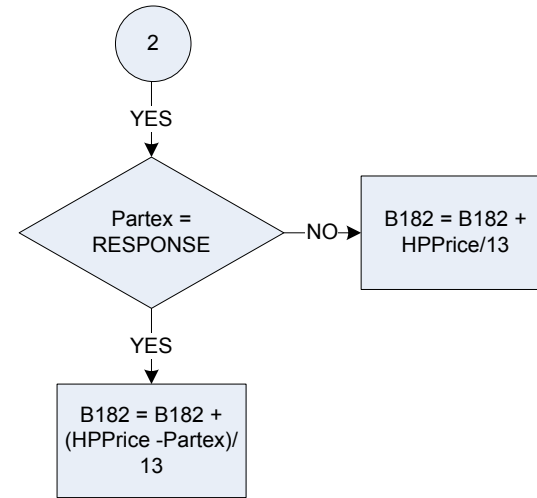 2
YES
Partex =
RESPONSE
NO
B182 = B182 +
HPPrice/13
YES
B182 = B182 +
(HPPrice -Partex)/
13